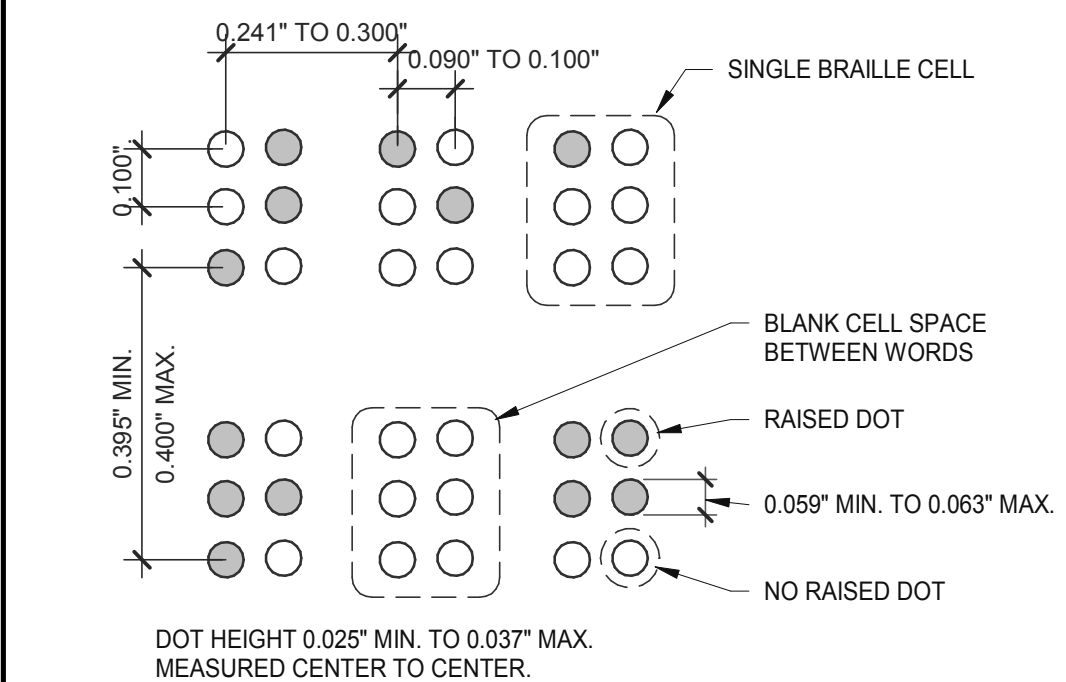 0.241" TO 0.300"
0.090" TO 0.100"
SINGLE BRAILLE CELL
0.100"
BLANK CELL SPACE
BETWEEN WORDS
0.395" MIN.
0.400" MAX.
RAISED DOT
0.059" MIN. TO 0.063" MAX.
NO RAISED DOT
DOT HEIGHT 0.025" MIN. TO 0.037" MAX.
MEASURED CENTER TO CENTER.